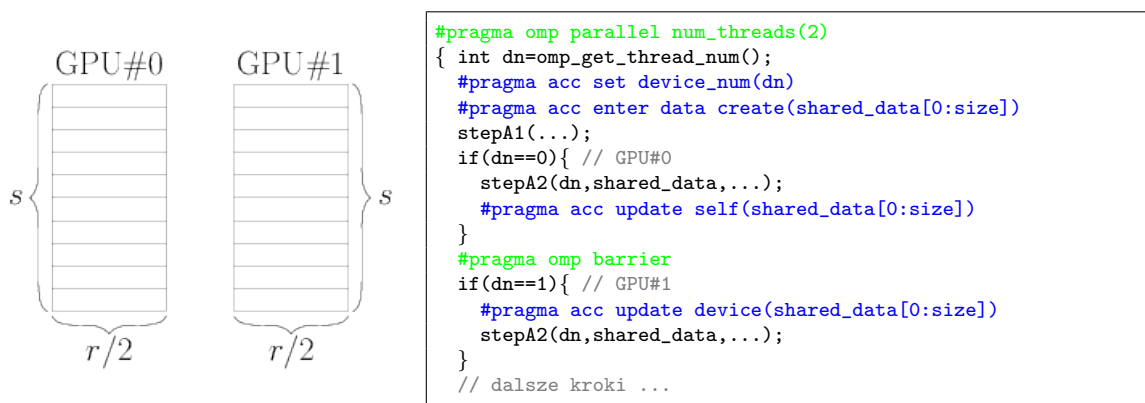 GPU#0 GPU#1
s s
r/2 r/2
#pragma omp parallel num_threads(2)
{ int dn=omp_get_thread_num();
#pragma acc set device_num(dn)
#pragma acc enter data create(shared_data[0:size])
stepA1(...);
if(dn==0){ // GPU#0
stepA2(dn,shared_data,...);
#pragma acc update self(shared_data[0:size])
}
#pragma omp barrier
if(dn==1){ // GPU#1
#pragma acc update device(shared_data[0:size])
stepA2(dn,shared_data,...);
}
// dalsze kroki ...